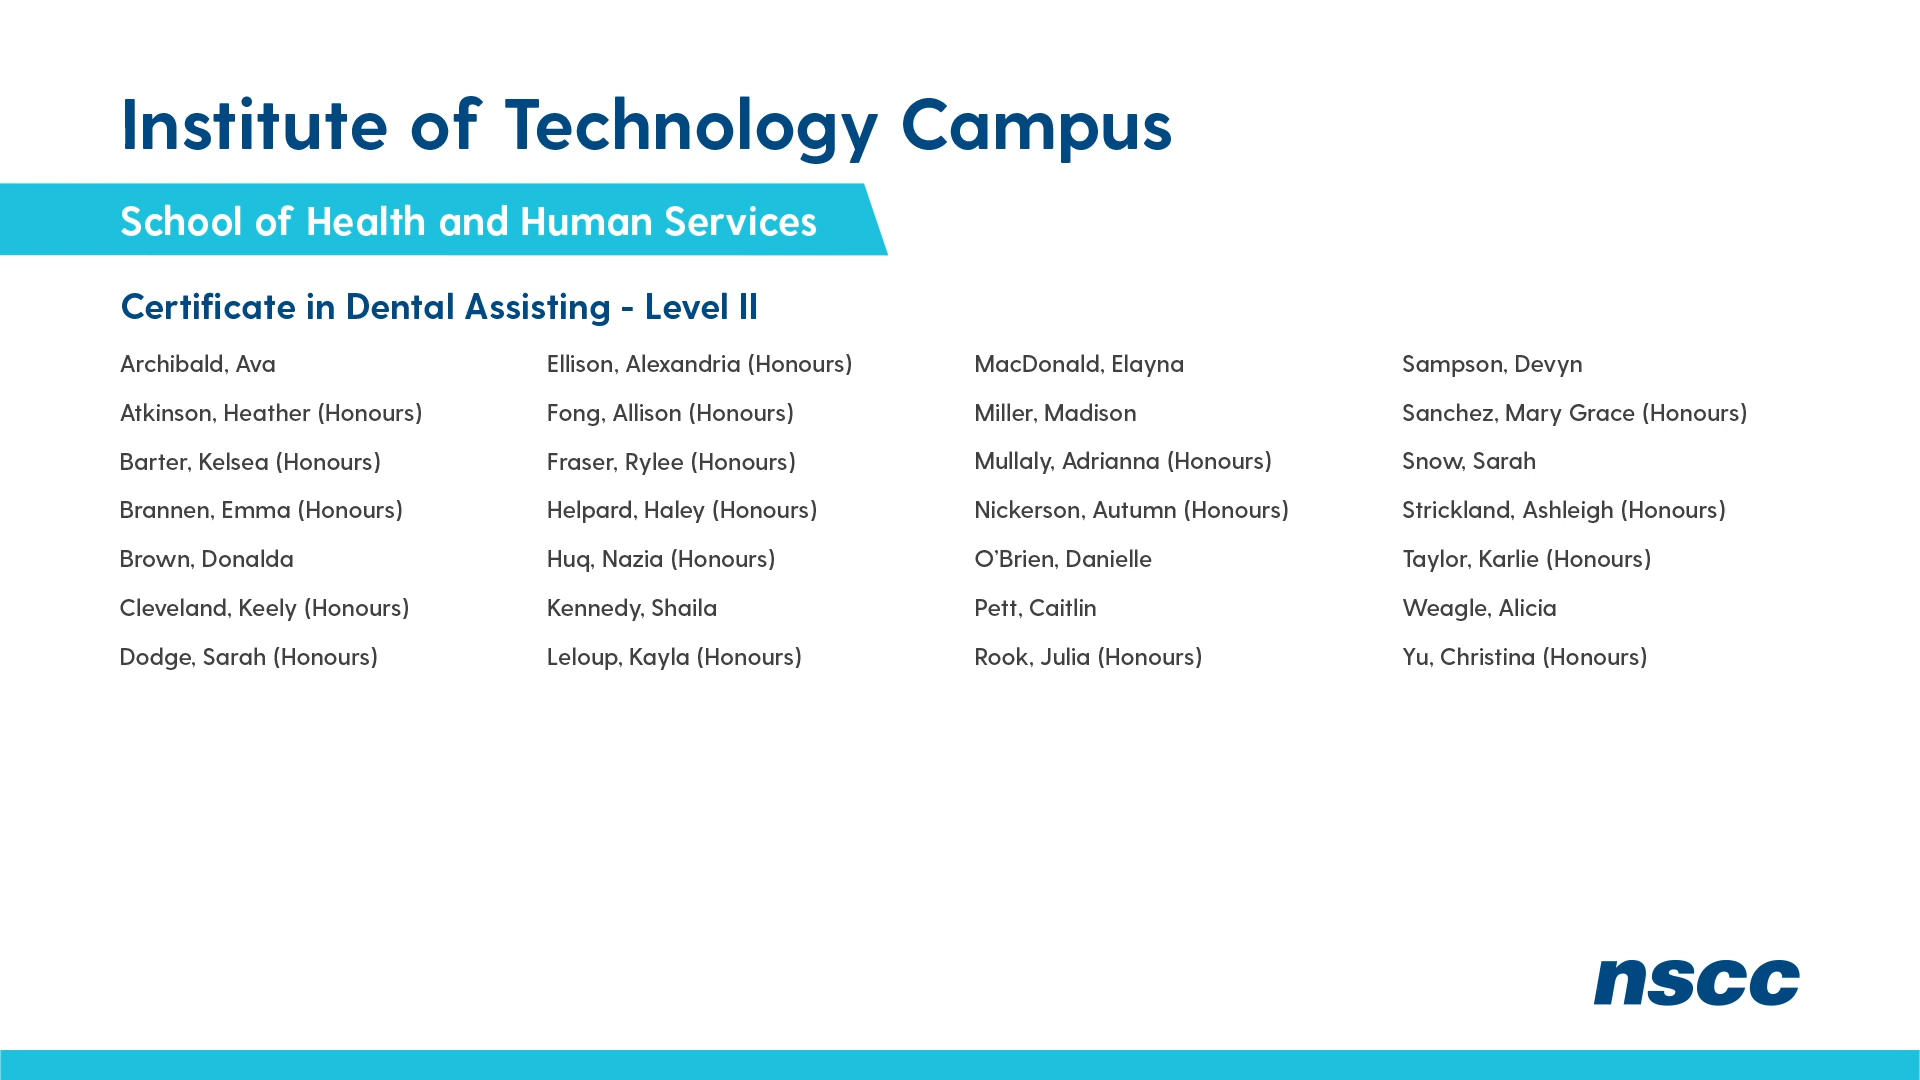 Institute of Technology Campus
School of Health and Human Services
Certificate in Dental Assisting - Level II
Archibald, Ava
Atkinson, Heather (Honours)
Barter, Kelsea (Honours)
Brannen, Emma (Honours)
Brown, Donalda
Cleveland, Keely (Honours)
Dodge, Sarah (Honours)
Ellison, Alexandria (Honours)
Fong, Allison (Honours)
Fraser, Rylee (Honours)
Helpard, Haley (Honours)
Huq, Nazia (Honours)
Kennedy, Shaila
Leloup, Kayla (Honours)
MacDonald, Elayna
Miller, Madison
Mullaly, Adrianna (Honours)
Nickerson, Autumn (Honours)
O’Brien, Danielle
Pett, Caitlin
Rook, Julia (Honours)
Sampson, Devyn
Sanchez, Mary Grace (Honours)
Snow, Sarah
Strickland, Ashleigh (Honours)
Taylor, Karlie (Honours)
Weagle, Alicia
Yu, Christina (Honours)
nscc